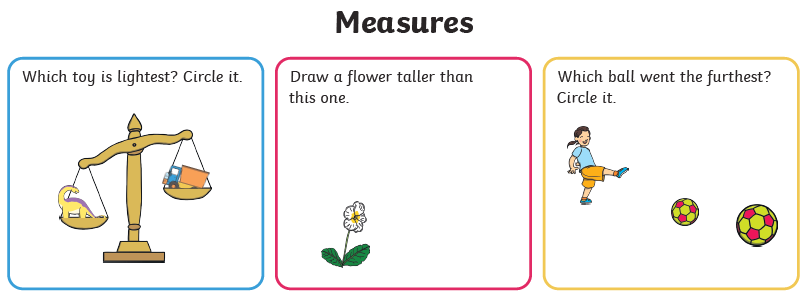 Measures
Which toy is lightest? Circle it.
Draw a flower taller than
this one.
Which ball went the furthest?
Circle it.